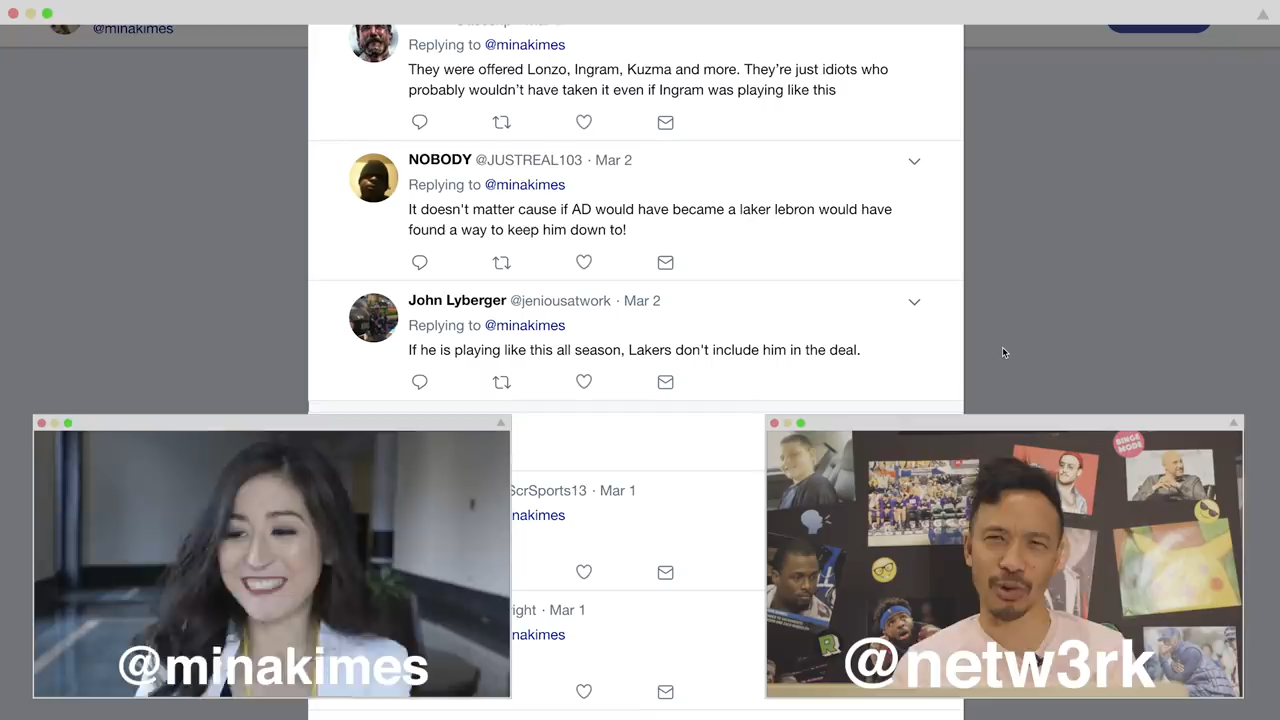 @minakimes
Replying to @minakimes
They were offered Lonzo, Ingram, Kuzma and more. They're just idiots who
probably wouldn't have taken it even if Ingram was playing like this
NOBODY @JUSTREAL103 · Mar 2
Replying to @minakimes
It doesn't matter cause if AD would have became a laker lebron would have
found a way to keep him down to!
John Lyberger @jeniousatwork · Mar 2
Replying to @minakimes
If he is playing like this all season, Lakers don't include him in the deal.
ScrSports13 · Mar 1
nakimes
ight · Mar 1
nakimes
BINGE
MODE
R
@minakimes
@netw3rk